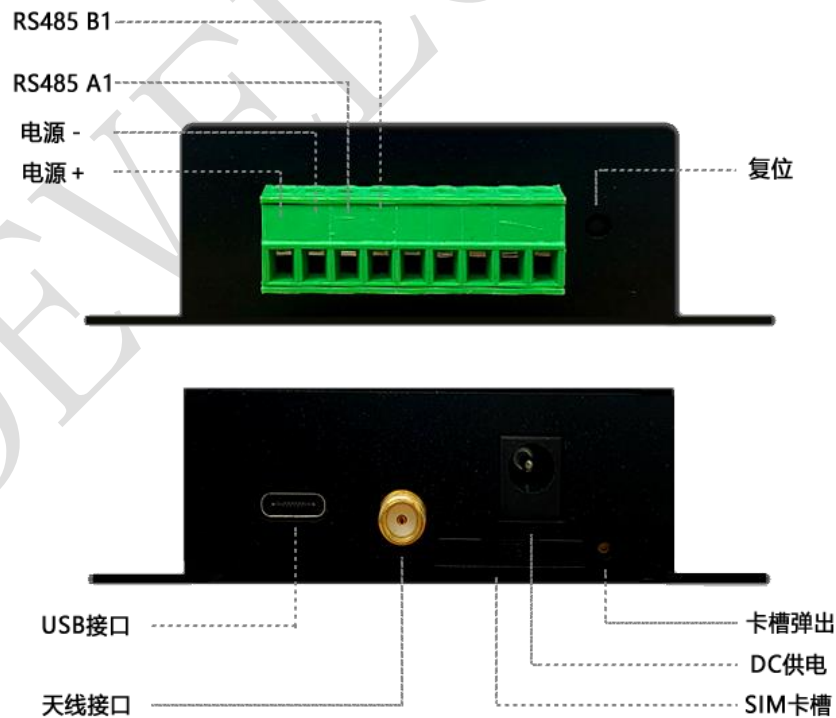 RS485 B1
RS485 A1
电源 -
电源 +
复位
USB接口
卡槽弹出
DC供电
天线接口
SIM卡槽